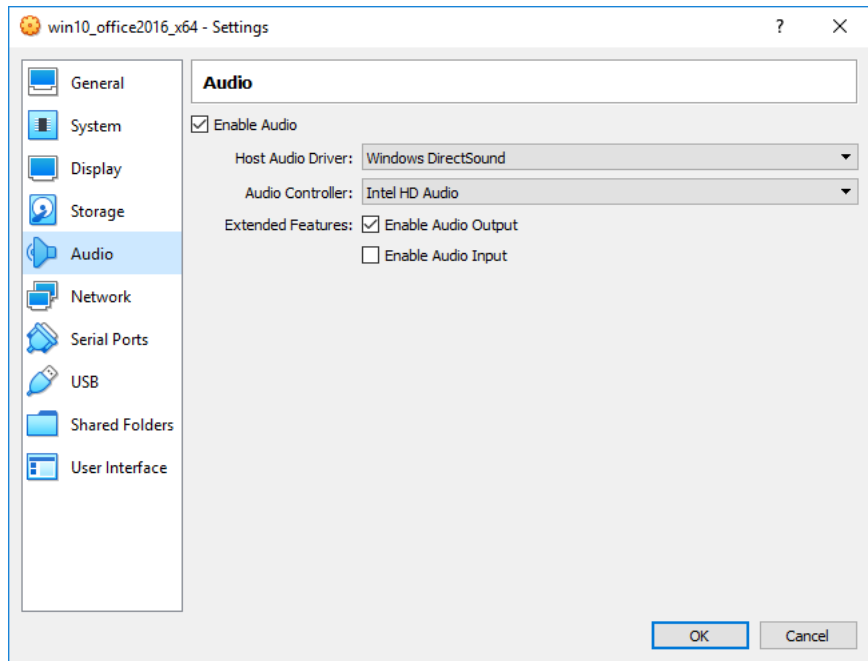 win10_office2016_x64 - Settings
?
General
System
Display
Storage
Audio
Network
Serial Ports
USB
Shared Folders
User Interface
Audio
Enable Audio
Host Audio Driver: Windows DirectSound
Audio Controller: Intel HD Audio
Extended Features: Enable Audio Output
Enable Audio Input
OK Cancel